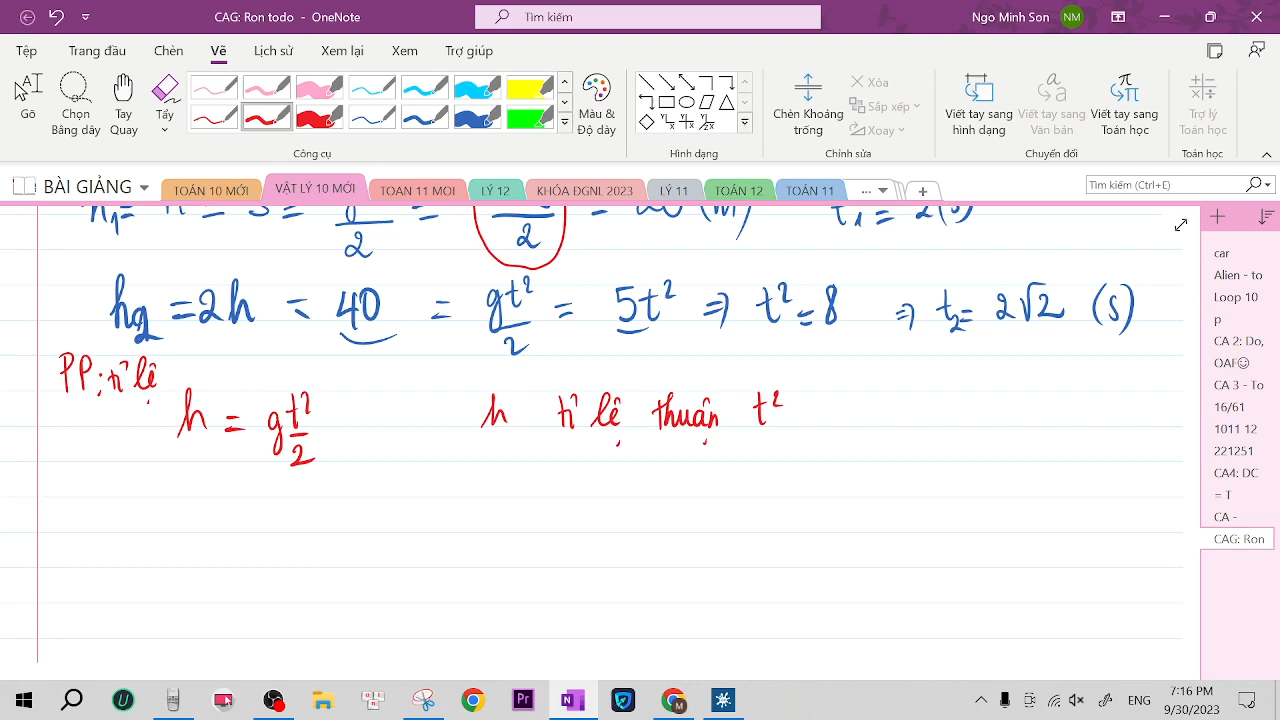 CAG: Ron todo - OneNote
Tìm kiếm
Ngo Minh Son
NM
Tệp Trang đầu Chèn Vẽ Lịch sử Xem lại Xem Trợ giúp
Gõ
Chọn Bằng dây
Tay Quay
Tẩy
Màu & Độ dày
Công cụ
Hình dạng
Chèn Khoảng trống
Xóa
Sắp xếp
Xoay
Chỉnh sửa
Viết tay sang hình dạng
Viết tay sang Văn bản
Viết tay sang Toán học
Chuyển đổi
Trợ lý Toán học
Toán học
BÀI GIẢNG
TOÁN 10 MỚI
VẬT LÝ 10 MỚI
TOAN 11 MOI
LÝ 12
KHÓA ĐGNL 2023
LÝ 11
TOÁN 12
TOÁN 11
...
Tìm kiếm (Ctrl+E)
h₂ = 2h = 40 = gt²/2 = 5t² => t² = 8 => t₂ = 2√2 (s)
PP: tỉ lệ
h = gt²/2 h tỉ lệ thuận t²
car
Alien - to
Loop 10
p
CA 2: Do,
OAF☺
CA 3 - To
16/61
1011 12
221251
CA4: DC
= T
CA -
CAG: Ron
Pr
N
M
ENG
7:16 PM
9/30/2023